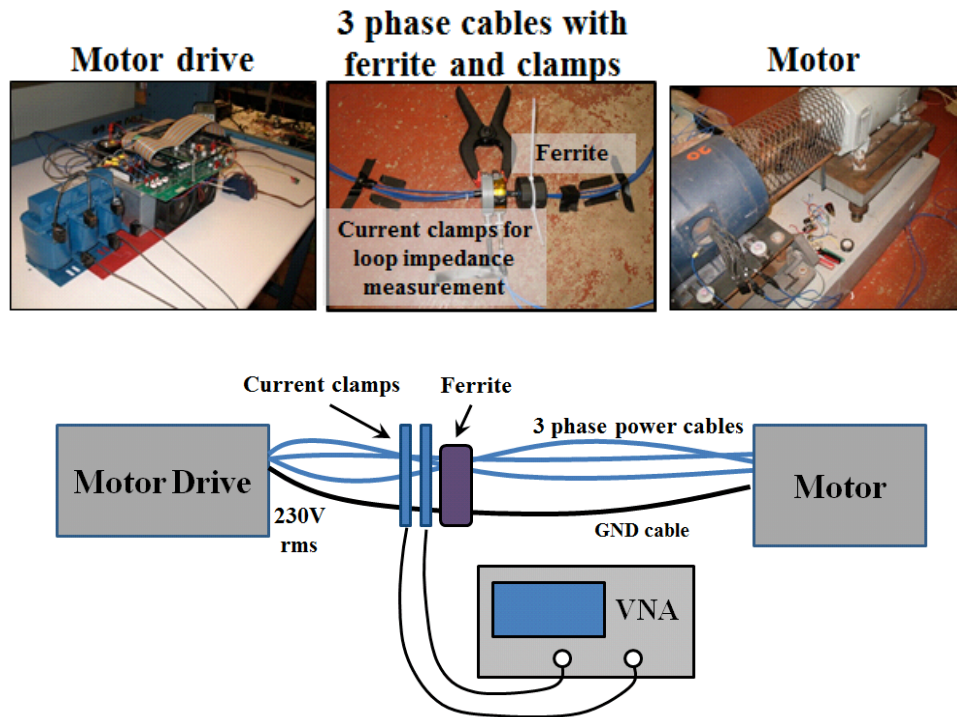 Motor drive
3 phase cables with
ferrite and clamps
Motor
Ferrite
Current clamps for
loop impedance
measurement
Current clamps
Ferrite
3 phase power cables
Motor Drive
Motor
230V
rms
GND cable
VNA